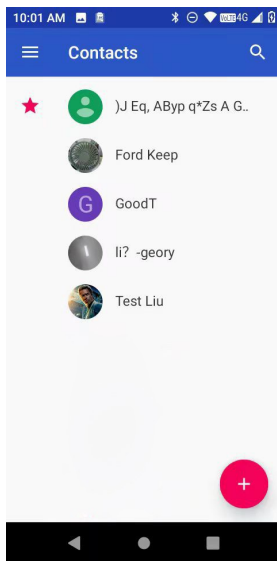 10:01 AM 4G
Contacts
)J Eq, AByp q*Zs A G..
Ford Keep
G GoodT
li? -geory
Test Liu